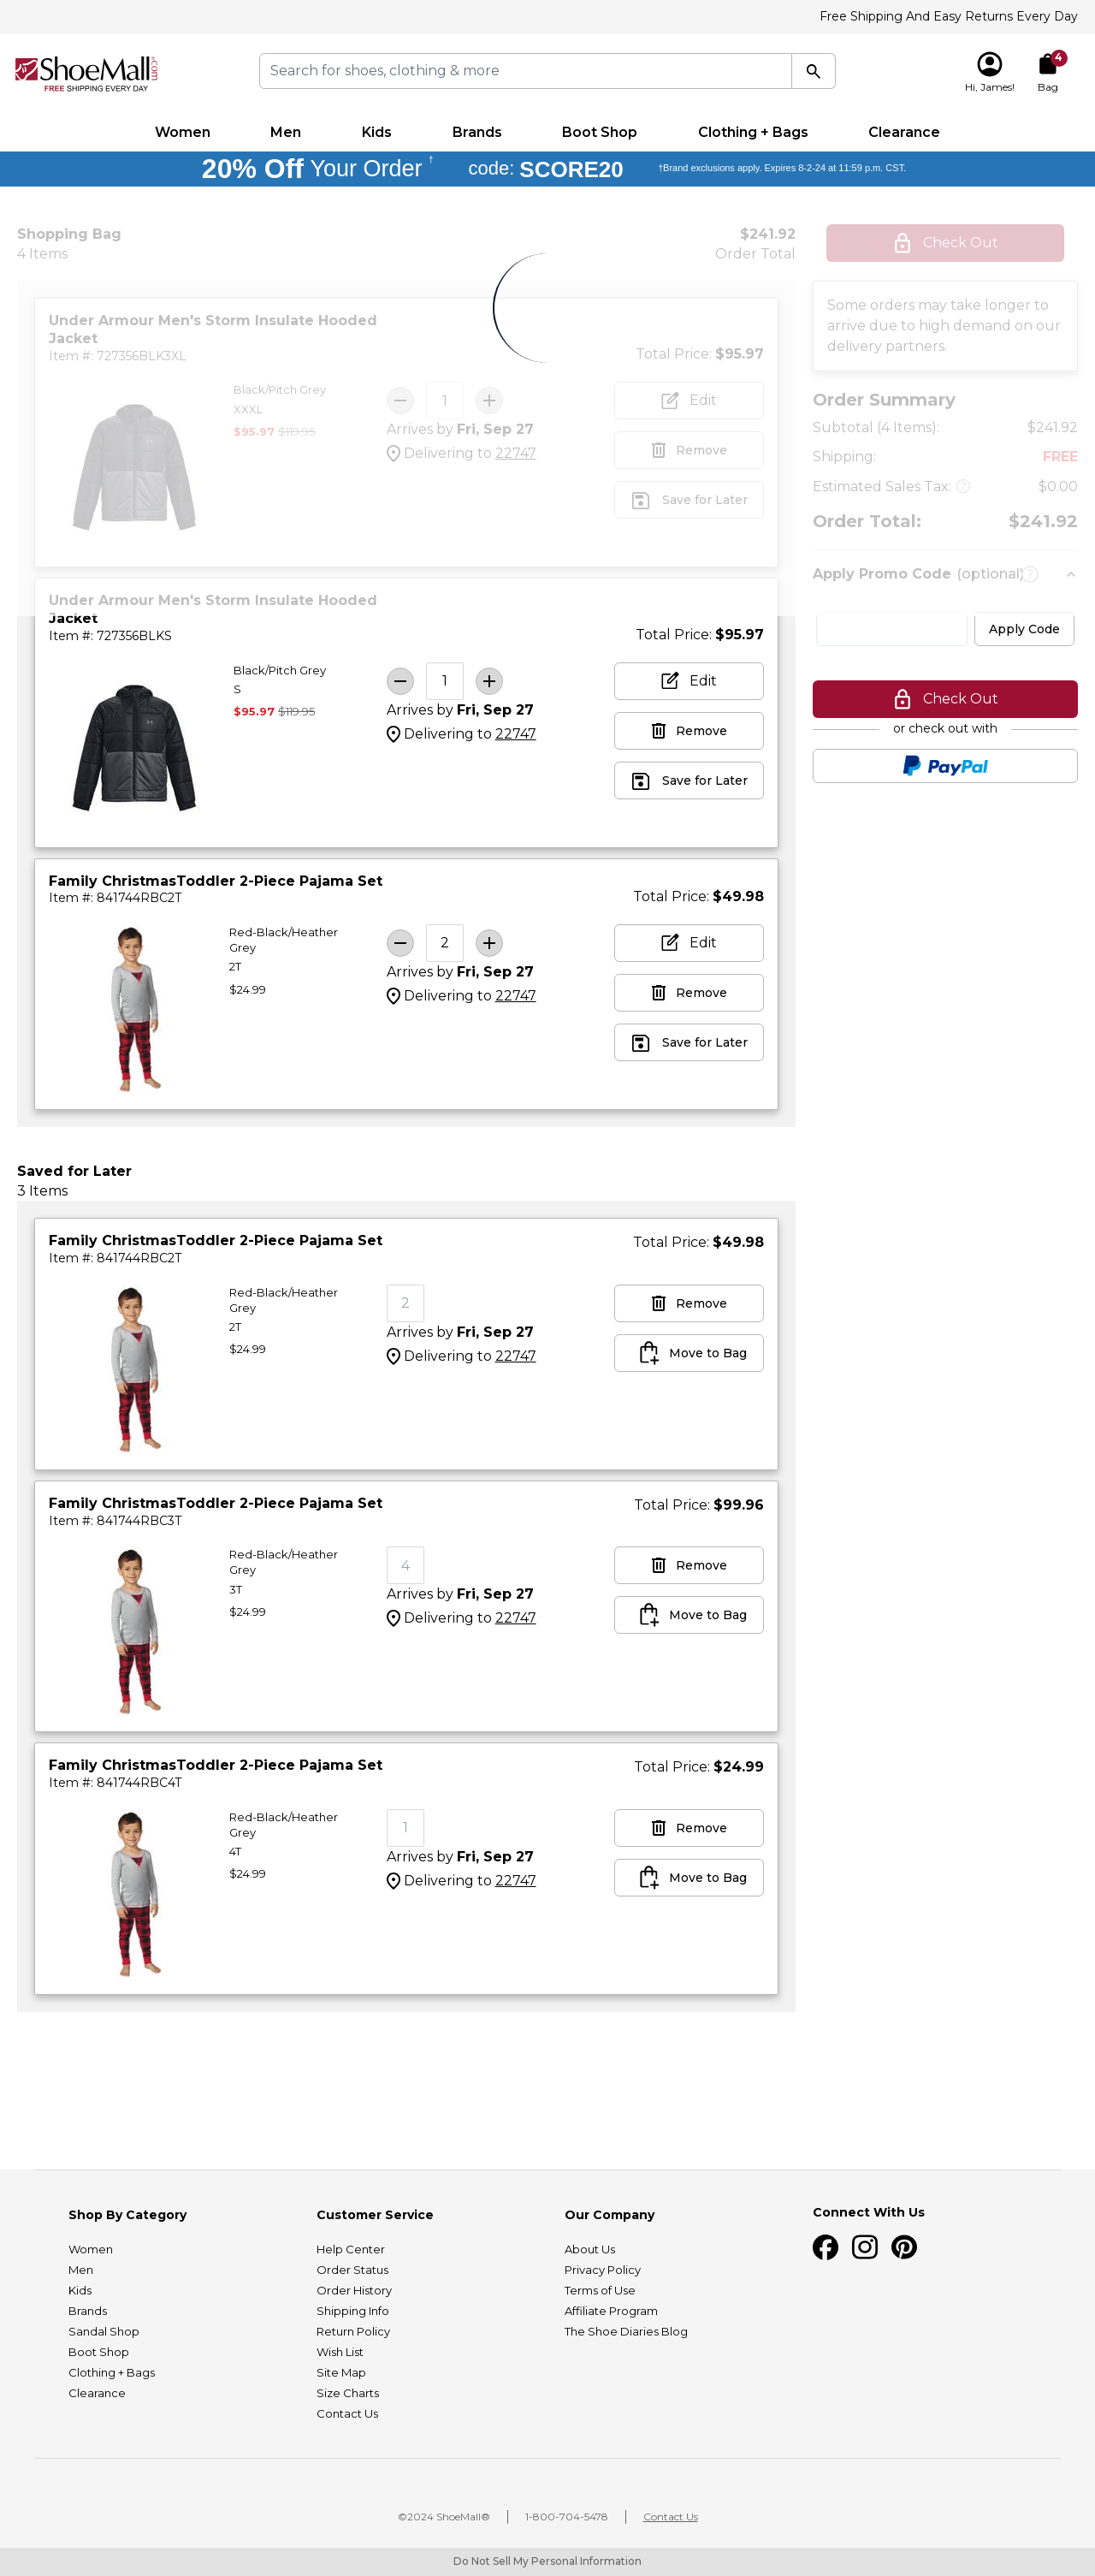 Free Shipping And Easy Returns Every Day
ShoeMall.com
FREE SHIPPING EVERY DAY
Search for shoes, clothing & more
Hi, James!
4
Bag
Women Men Kids Brands Boot Shop Clothing + Bags Clearance
20% Off Your Order † code: SCORE20 †Brand exclusions apply. Expires 8-2-24 at 11:59 p.m. CST.
Shopping Bag
4 Items
$241.92
Order Total
Under Armour Men's Storm Insulate Hooded
Jacket
Item #: 727356BLK3XL
Total Price: $95.97
Black/Pitch Grey
XXXL
$95.97 $119.95
1
Arrives by Fri, Sep 27
Delivering to 22747
Edit
Remove
Save for Later
Under Armour Men's Storm Insulate Hooded
Jacket
Item #: 727356BLKS
Total Price: $95.97
Black/Pitch Grey
S
$95.97 $119.95
1
Arrives by Fri, Sep 27
Delivering to 22747
Edit
Remove
Save for Later
Family ChristmasToddler 2-Piece Pajama Set
Item #: 841744RBC2T
Total Price: $49.98
Red-Black/Heather
Grey
2T
$24.99
2
Arrives by Fri, Sep 27
Delivering to 22747
Edit
Remove
Save for Later
Check Out
Some orders may take longer to
arrive due to high demand on our
delivery partners.
Order Summary
Subtotal (4 Items): $241.92
Shipping: FREE
Estimated Sales Tax: ? $0.00
Order Total: $241.92
Apply Promo Code (optional) ?
Apply Code
Check Out
or check out with
PayPal
Saved for Later
3 Items
Family ChristmasToddler 2-Piece Pajama Set
Item #: 841744RBC2T
Total Price: $49.98
Red-Black/Heather
Grey
2T
$24.99
2
Arrives by Fri, Sep 27
Delivering to 22747
Remove
Move to Bag
Family ChristmasToddler 2-Piece Pajama Set
Item #: 841744RBC3T
Total Price: $99.96
Red-Black/Heather
Grey
3T
$24.99
4
Arrives by Fri, Sep 27
Delivering to 22747
Remove
Move to Bag
Family ChristmasToddler 2-Piece Pajama Set
Item #: 841744RBC4T
Total Price: $24.99
Red-Black/Heather
Grey
4T
$24.99
1
Arrives by Fri, Sep 27
Delivering to 22747
Remove
Move to Bag
Shop By Category
Women
Men
Kids
Brands
Sandal Shop
Boot Shop
Clothing + Bags
Clearance
Customer Service
Help Center
Order Status
Order History
Shipping Info
Return Policy
Wish List
Site Map
Size Charts
Contact Us
Our Company
About Us
Privacy Policy
Terms of Use
Affiliate Program
The Shoe Diaries Blog
Connect With Us
©2024 ShoeMall® 1-800-704-5478 Contact Us
Do Not Sell My Personal Information